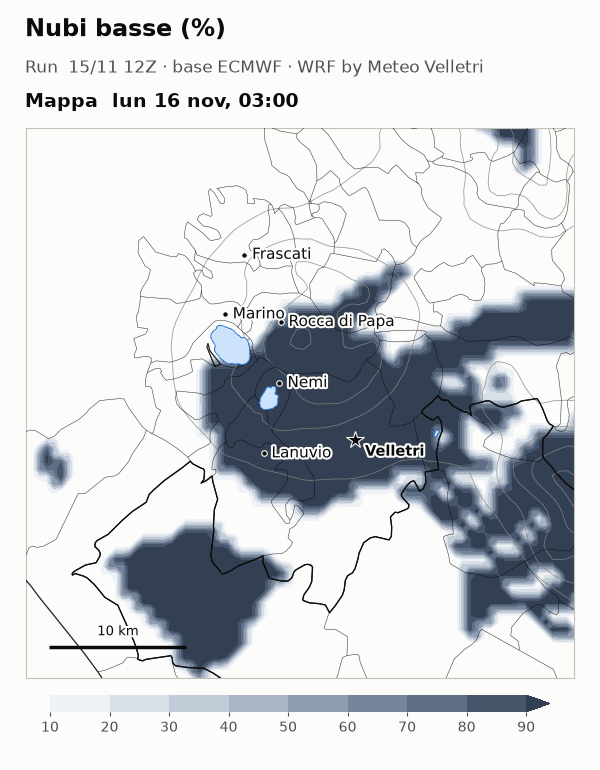 Nubi basse (%)
Run  15/11 12Z · base ECMWF · WRF by Meteo Velletri
Mappa  lun 16 nov, 03:00
Frascati
Marino
Rocca di Papa
Nemi
Velletri
Lanuvio
10 km
10 20 30 40 50 60 70 80 90